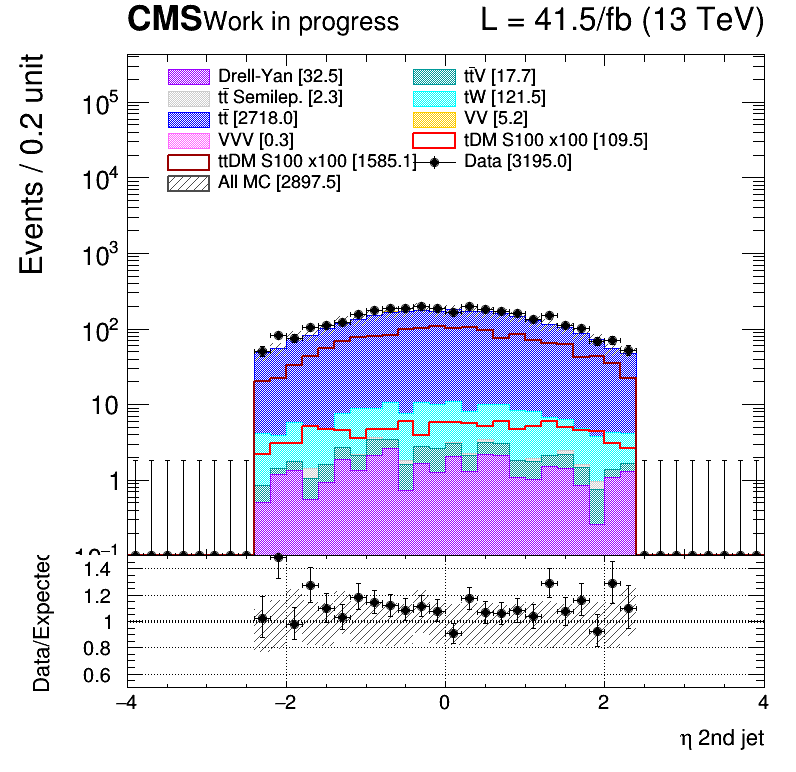 CMS Work in progress L = 41.5/fb (13 TeV)
Events / 0.2 unit
Drell-Yan [32.5] tt̄V [17.7]
tt̄ Semilep. [2.3] tW [121.5]
tt̄ [2718.0] VV [5.2]
VVV [0.3] tDM S100 x100 [109.5]
ttDM S100 x100 [1585.1] Data [3195.0]
All MC [2897.5]
10⁵
10⁴
10³
10²
10
1
10⁻¹
Data/Expected
1.4
1.2
1
0.8
0.6
−4 −2 0 2 4
η 2nd jet